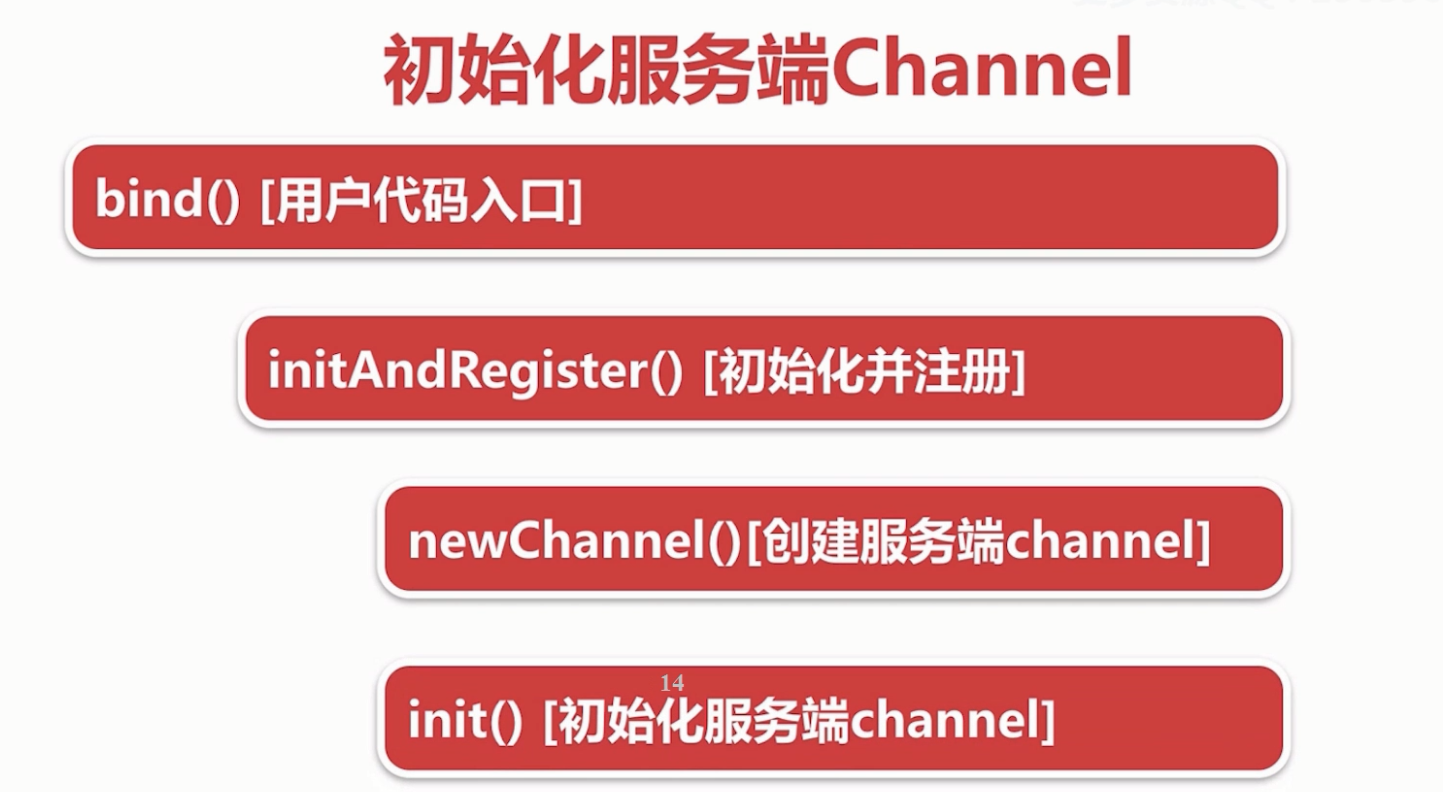 初始化服务端Channel
bind() [用户代码入口]
initAndRegister() [初始化并注册]
newChannel()[创建服务端channel]
14
init() [初始化服务端channel]